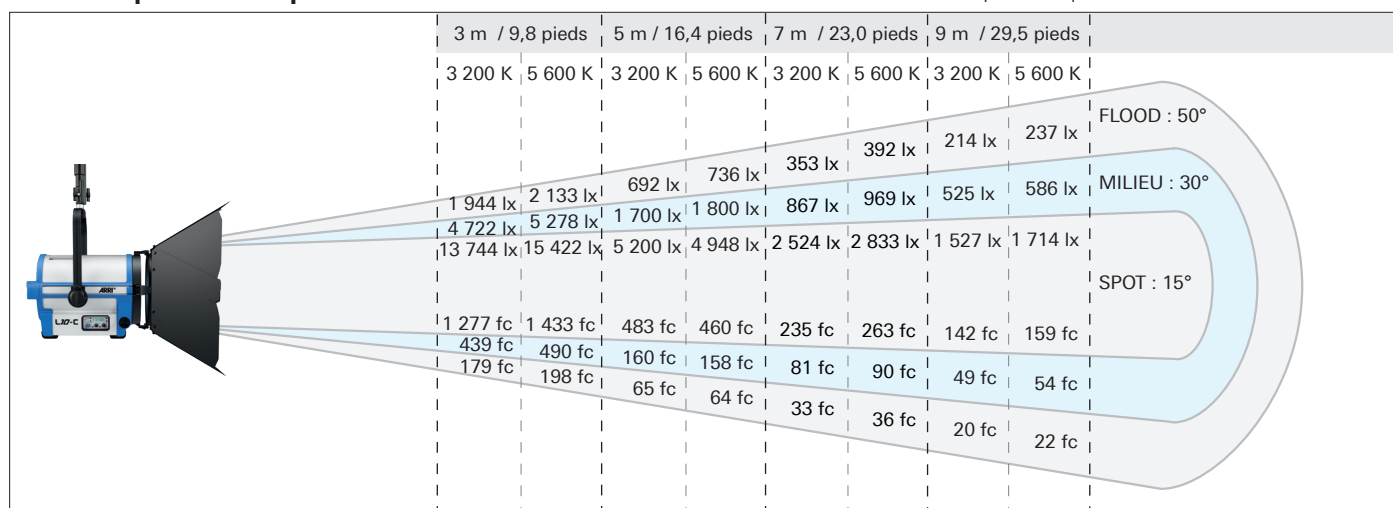 3 m / 9,8 pieds 5 m / 16,4 pieds 7 m / 23,0 pieds 9 m / 29,5 pieds
3 200 K 5 600 K 3 200 K 5 600 K 3 200 K 5 600 K 3 200 K 5 600 K
FLOOD : 50°
1 944 lx 2 133 lx 692 lx 736 lx 353 lx 392 lx 214 lx 237 lx
MILIEU : 30°
4 722 lx 5 278 lx 1 700 lx 1 800 lx 867 lx 969 lx 525 lx 586 lx
13 744 lx 15 422 lx 5 200 lx 4 948 lx 2 524 lx 2 833 lx 1 527 lx 1 714 lx
SPOT : 15°
ARRI
L10-C
1 277 fc 1 433 fc 483 fc 460 fc 235 fc 263 fc 142 fc 159 fc
439 fc 490 fc 160 fc 158 fc 81 fc 90 fc 49 fc 54 fc
179 fc 198 fc 65 fc 64 fc 33 fc 36 fc 20 fc 22 fc